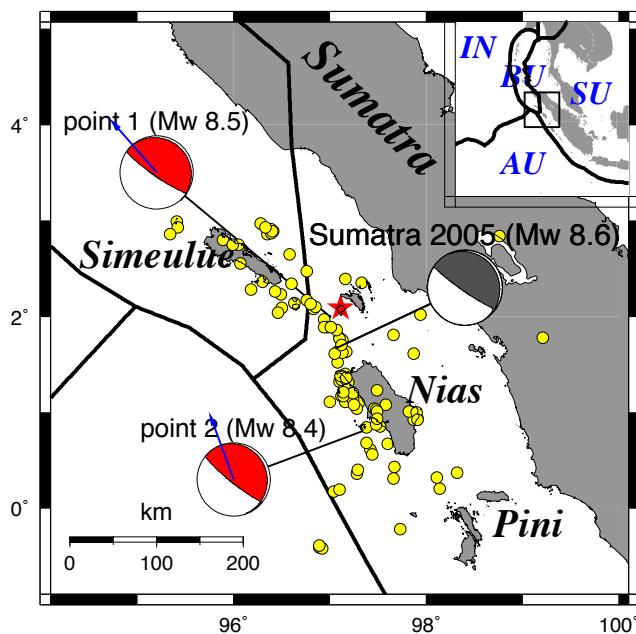 IN
BU
SU
AU
Sumatra
4°
point 1 (Mw 8.5)
Simeulue
Sumatra 2005 (Mw 8.6)
2°
Nias
point 2 (Mw 8.4)
0°
km
Pini
0 100 200
96° 98° 100°